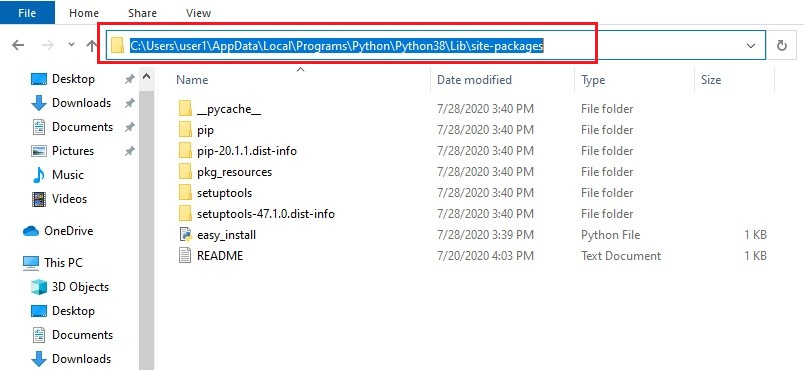 File Home Share View
C:\Users\user1\AppData\Local\Programs\Python\Python38\Lib\site-packages
Name Date modified Type Size
Desktop
Downloads
Documents
Pictures
Music
Videos
OneDrive
This PC
3D Objects
Desktop
Documents
Downloads
__pycache__ 7/28/2020 3:40 PM File folder
pip 7/28/2020 3:40 PM File folder
pip-20.1.1.dist-info 7/28/2020 3:40 PM File folder
pkg_resources 7/28/2020 3:40 PM File folder
setuptools 7/28/2020 3:40 PM File folder
setuptools-47.1.0.dist-info 7/28/2020 3:40 PM File folder
easy_install 7/28/2020 3:39 PM Python File 1 KB
README 7/20/2020 4:03 PM Text Document 1 KB